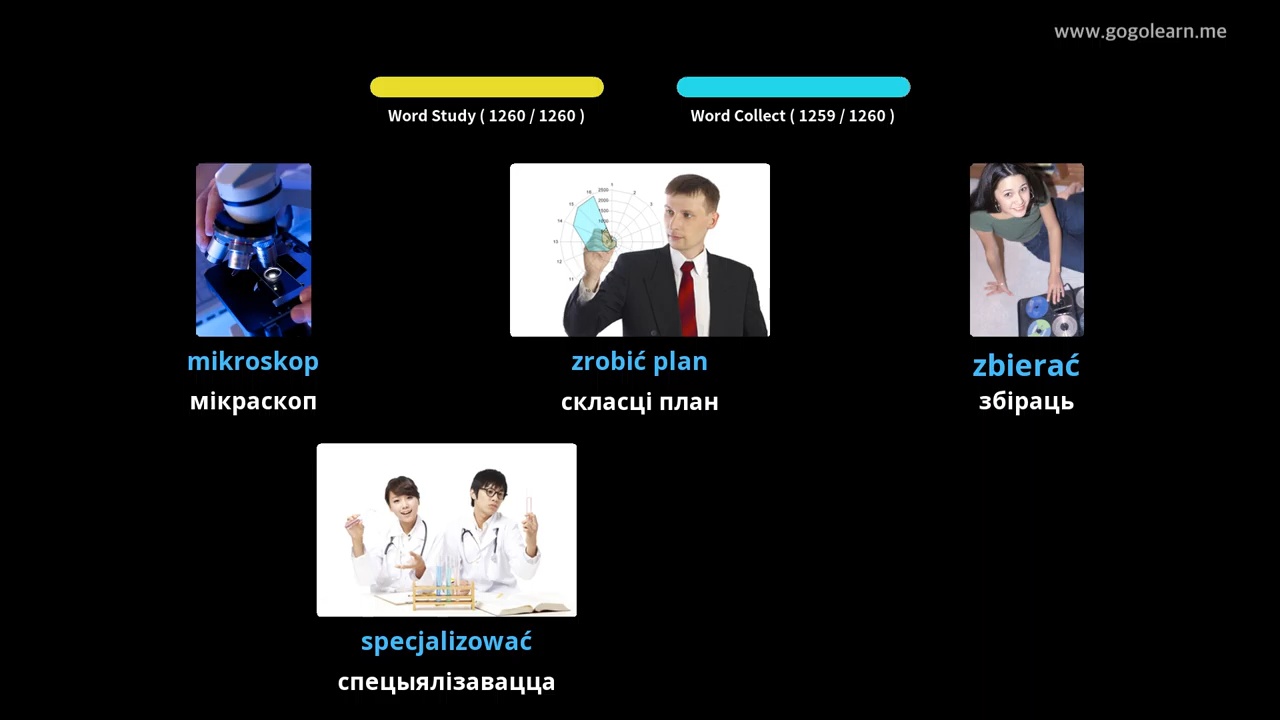 www.gogolearn.me
Word Study ( 1260 / 1260 )
Word Collect ( 1259 / 1260 )
mikroskop
мікраскоп
zrobić plan
скласці план
zbierać
збіраць
specjalizować
спецыялізавацца